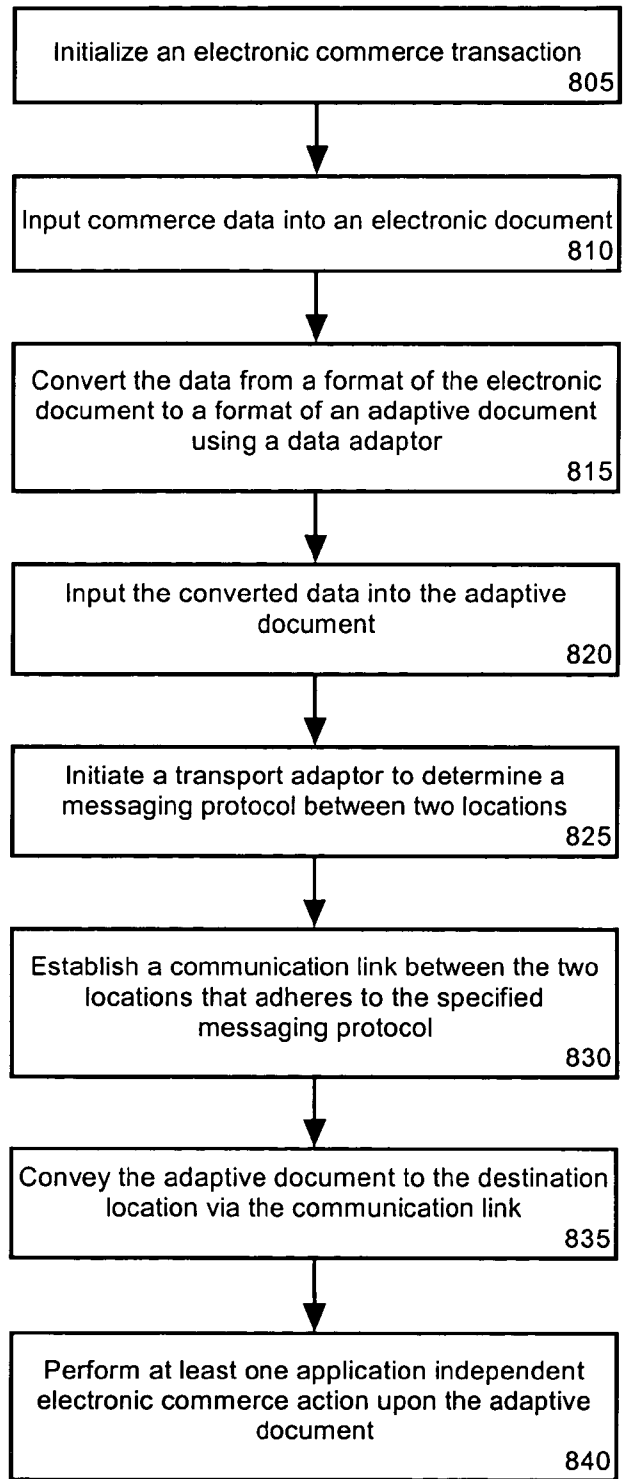 Initialize an electronic commerce transaction
805
Input commerce data into an electronic document
810
Convert the data from a format of the electronic
document to a format of an adaptive document
using a data adaptor
815
Input the converted data into the adaptive
document
820
Initiate a transport adaptor to determine a
messaging protocol between two locations
825
Establish a communication link between the two
locations that adheres to the specified
messaging protocol
830
Convey the adaptive document to the destination
location via the communication link
835
Perform at least one application independent
electronic commerce action upon the adaptive
document
840